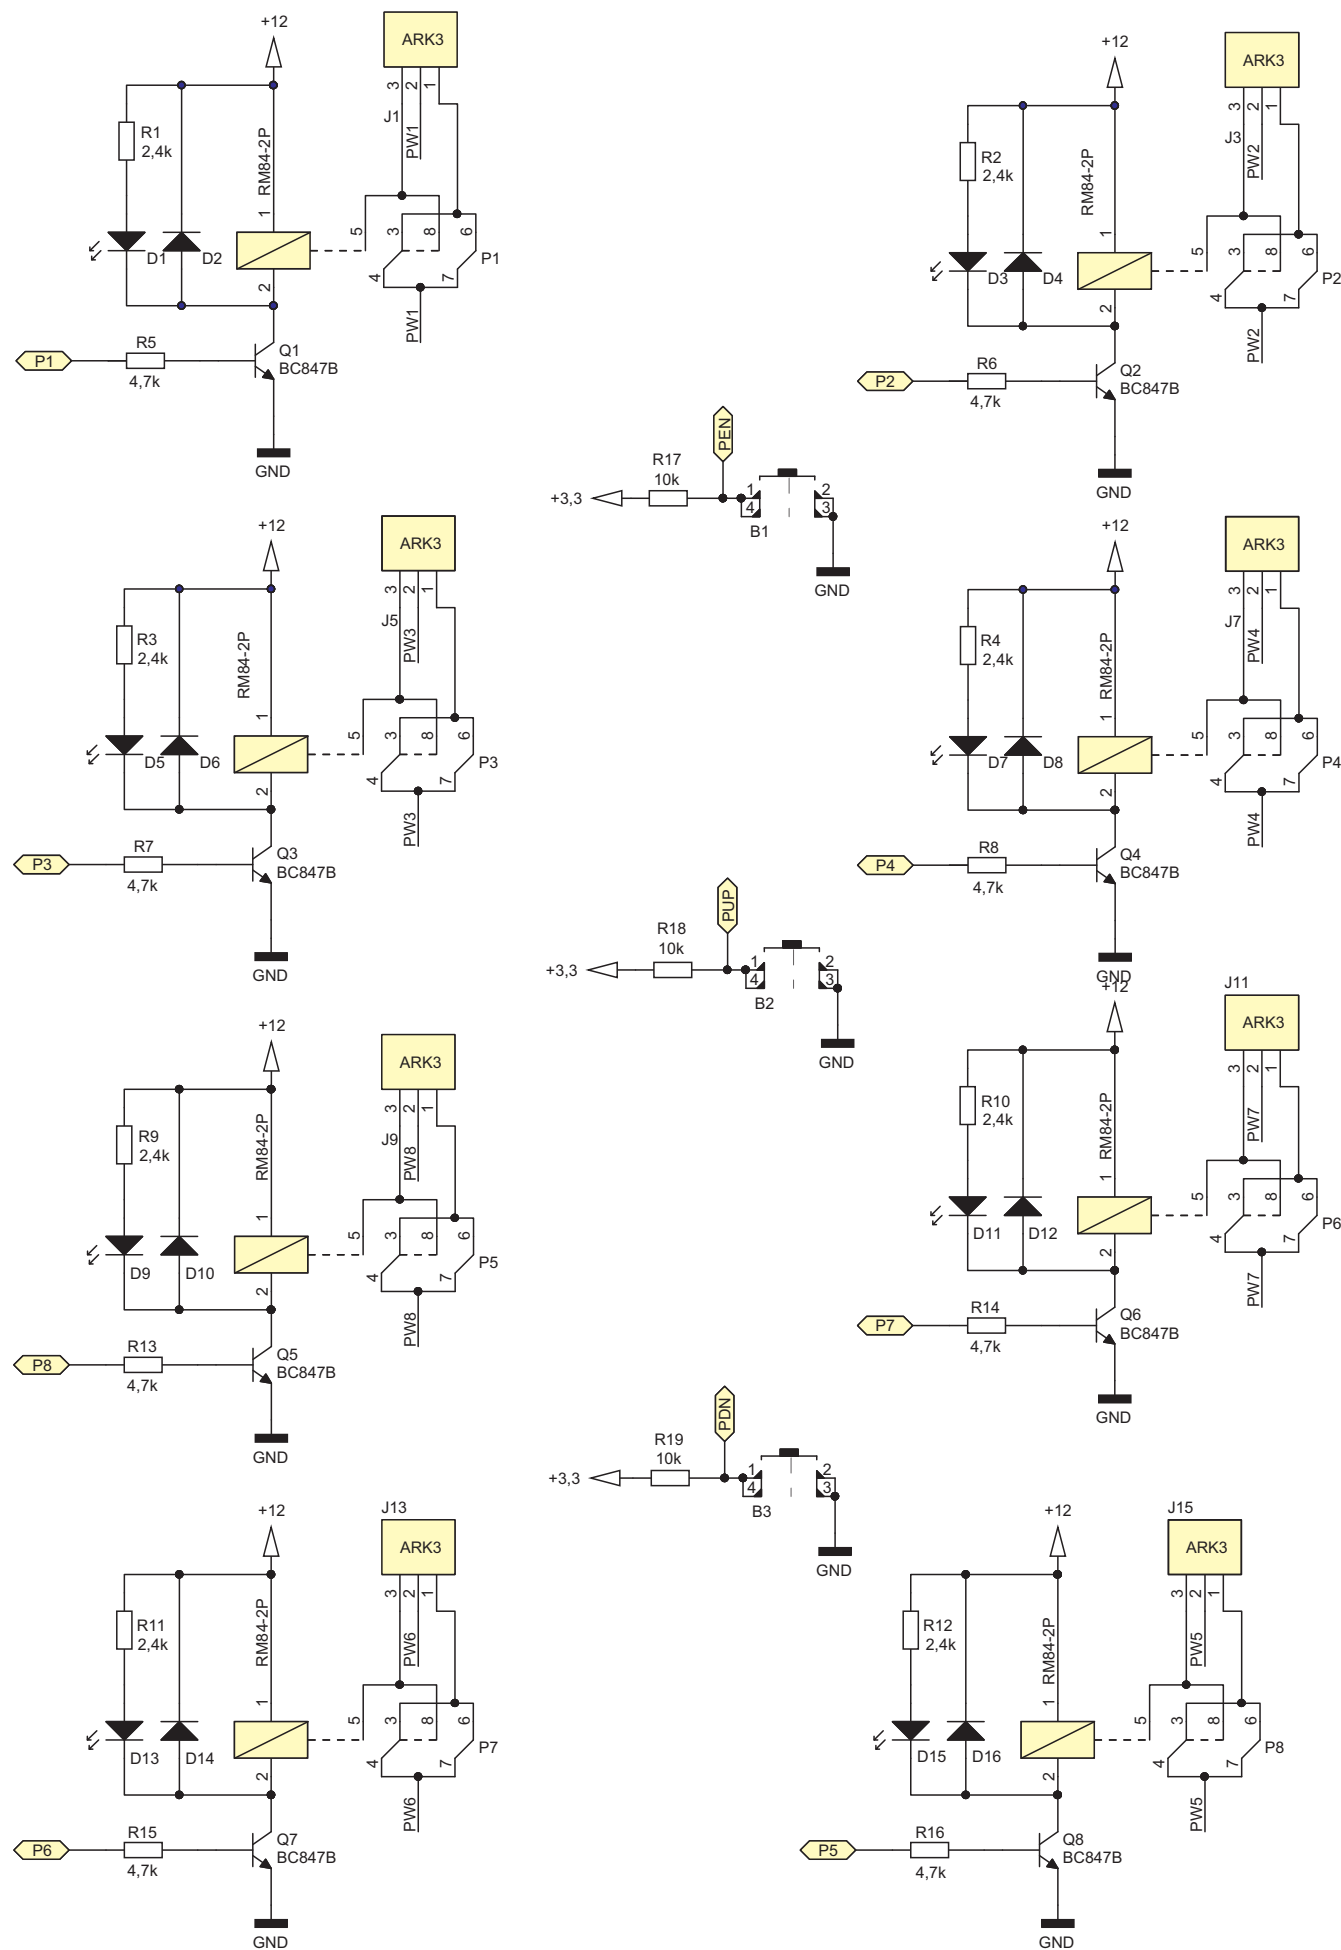 +12
ARK3
3 2 1
J1
PW1
R1
2,4k
RM84-2P
1
5 3 8 6
D1 D2
4 7
P1
2
PW1
P1
R5
4,7k
Q1
BC847B
GND
+12
ARK3
3 2 1
J3
PW2
R2
2,4k
RM84-2P
1
5 3 8 6
D3 D4
4 7
P2
2
PW2
P2
R6
4,7k
Q2
BC847B
GND
PEN
R17
10k
+3,3
1 2
4 3
B1
GND
+12
ARK3
3 2 1
J5
PW3
R3
2,4k
RM84-2P
1
5 3 8 6
D5 D6
4 7
P3
2
PW3
P3
R7
4,7k
Q3
BC847B
GND
+12
ARK3
3 2 1
J7
PW4
R4
2,4k
RM84-2P
1
5 3 8 6
D7 D8
4 7
P4
2
PW4
P4
R8
4,7k
Q4
BC847B
GND
PUP
R18
10k
+3,3
1 2
4 3
B2
GND
+12
ARK3
3 2 1
J9
PW8
R9
2,4k
RM84-2P
1
5 3 8 6
D9 D10
4 7
P5
2
PW8
P8
R13
4,7k
Q5
BC847B
GND
+12
J11
ARK3
3 2 1
PW7
R10
2,4k
RM84-2P
1
5 3 8 6
D11 D12
4 7
P6
2
PW7
P7
R14
4,7k
Q6
BC847B
GND
PDN
R19
10k
+3,3
1 2
4 3
B3
GND
+12
J13
ARK3
3 2 1
PW6
R11
2,4k
RM84-2P
1
5 3 8 6
D13 D14
4 7
P7
2
PW6
P6
R15
4,7k
Q7
BC847B
GND
+12
J15
ARK3
3 2 1
PW5
R12
2,4k
RM84-2P
1
5 3 8 6
D15 D16
4 7
P8
2
PW5
P5
R16
4,7k
Q8
BC847B
GND